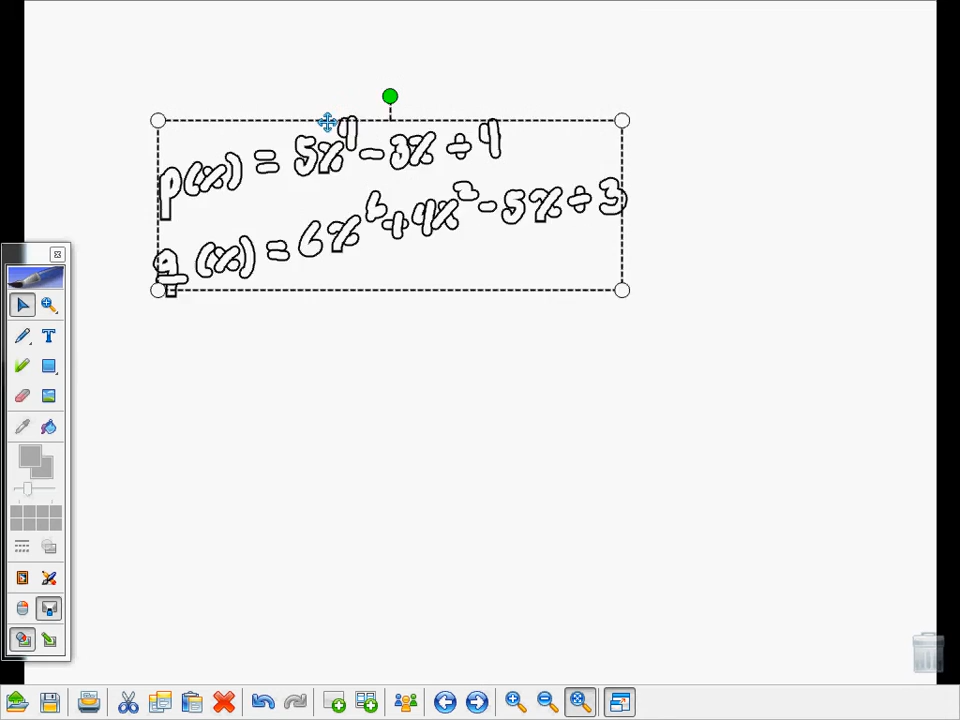 p(x) = 5x⁴ - 3x + 4
q(x) = 6x⁶ + 4x² - 5x + 3
T